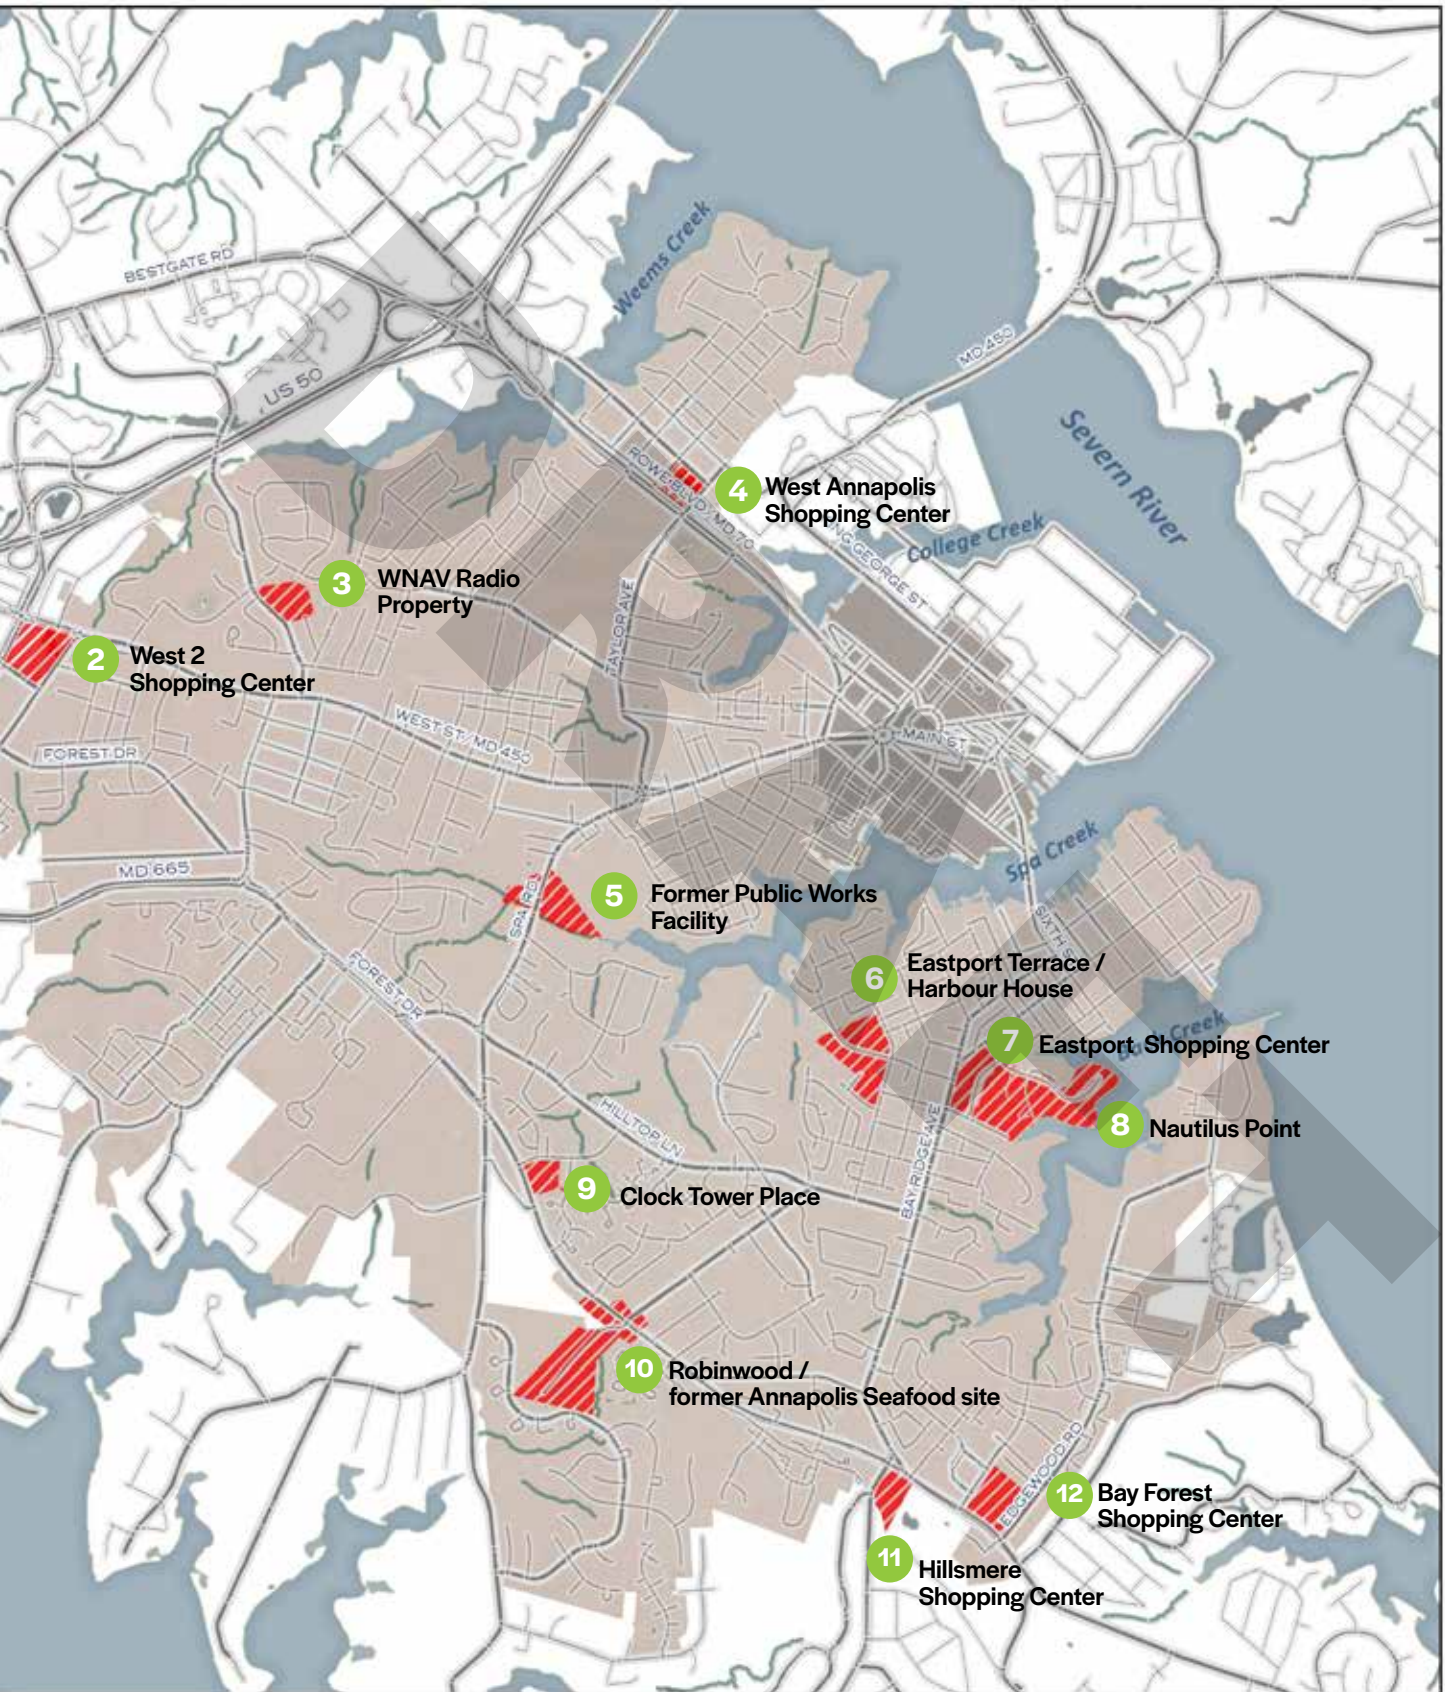 BESTGATE RD
Weems Creek
US 50
MD 450
Severn River
ROWE BLVD/MD 70
4
West Annapolis
Shopping Center
KING GEORGE ST
College Creek
3
WNAV Radio
Property
TAYLOR AVE
2
West 2
Shopping Center
WEST ST/MD 450
MAIN ST
FOREST DR
MD 665
Spa Creek
5
Former Public Works
Facility
SPA RD
SIXTH ST
FOREST DR
6
Eastport Terrace /
Harbour House
7
Eastport Shopping Center
Back Creek
8
Nautilus Point
HILLTOP LN
BAY RIDGE AVE
9
Clock Tower Place
10
Robinwood /
former Annapolis Seafood site
EDGEWOOD RD
12
Bay Forest
Shopping Center
11
Hillsmere
Shopping Center
DRAFT